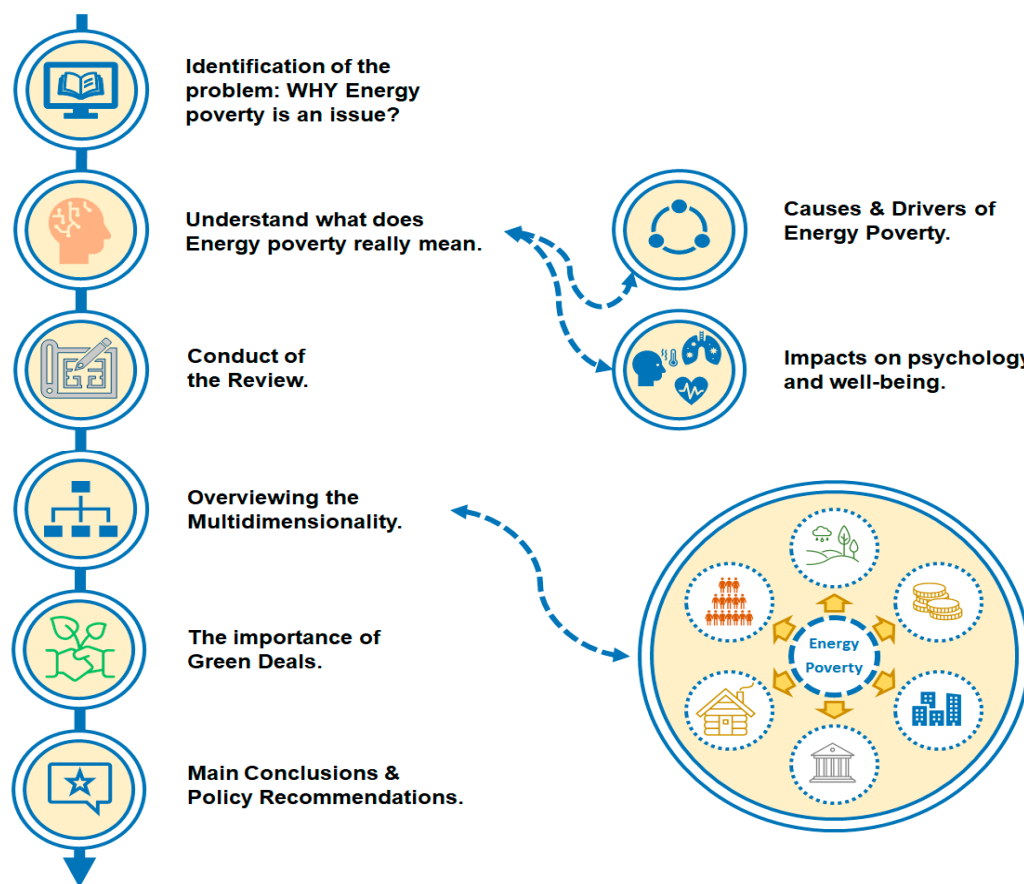 Identification of the
problem: WHY Energy
poverty is an issue?
Understand what does
Energy poverty really mean.
Causes & Drivers of
Energy Poverty.
Conduct of
the Review.
Impacts on psychology
and well-being.
Overviewing the
Multidimensionality.
Energy
Poverty
The importance of
Green Deals.
Main Conclusions &
Policy Recommendations.